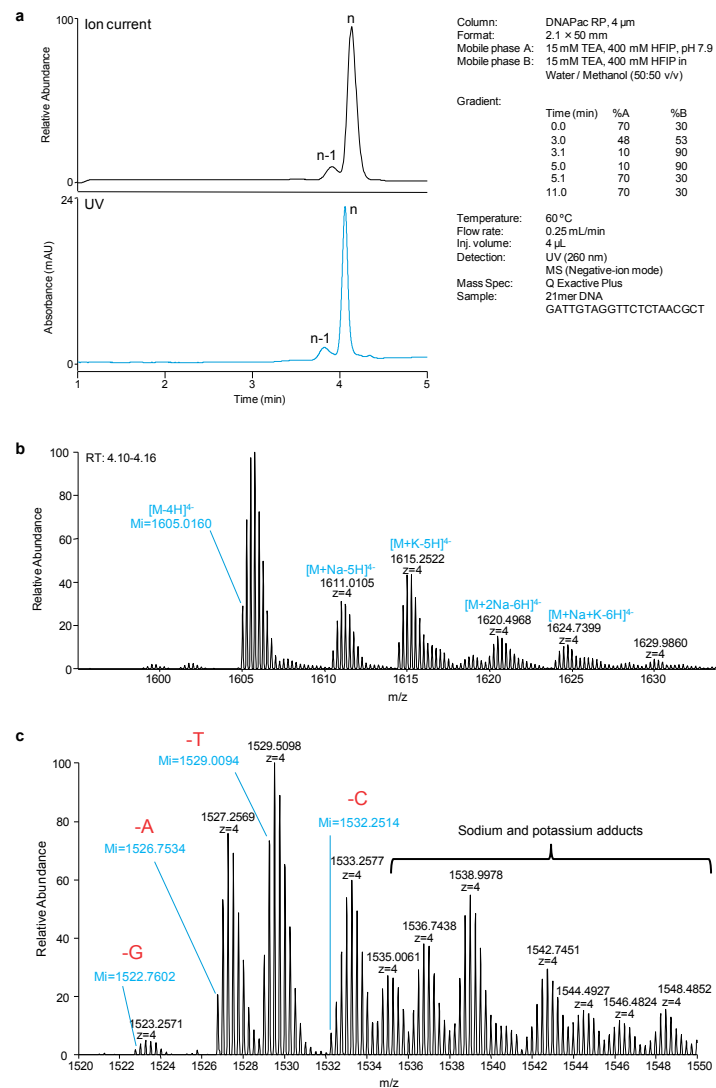 a
Ion current
100
n
n-1
0
Relative Abundance
UV
24
n
n-1
0
Absorbance (mAU)
1 2 3 4 5
Time (min)
Column: DNAPac RP, 4 µm
Format: 2.1 × 50 mm
Mobile phase A: 15 mM TEA, 400 mM HFIP, pH 7.9
Mobile phase B: 15 mM TEA, 400 mM HFIP in
Water / Methanol (50:50 v/v)
Gradient:
Time (min) %A %B
0.0 70 30
3.0 48 53
3.1 10 90
5.0 10 90
5.1 70 30
11.0 70 30
Temperature: 60 ºC
Flow rate: 0.25 mL/min
Inj. volume: 4 µL
Detection: UV (260 nm)
MS (Negative-ion mode)
Mass Spec: Q Exactive Plus
Sample: 21mer DNA
GATTGTAGGTTCTCTAACGCT
b
RT: 4.10-4.16
100
80
60
40
20
0
Relative Abundance
[M-4H]⁴⁻
Mi=1605.0160
[M+Na-5H]⁴⁻
1611.0105
z=4
[M+K-5H]⁴⁻
1615.2522
z=4
[M+2Na-6H]⁴⁻
1620.4968
z=4
[M+Na+K-6H]⁴⁻
1624.7399
z=4
1629.9860
z=4
1600 1605 1610 1615 1620 1625 1630
m/z
c
100
80
60
40
20
0
Relative Abundance
-G
Mi=1522.7602
1523.2571
z=4
-A
Mi=1526.7534
1527.2569
z=4
-T
Mi=1529.0094
1529.5098
z=4
-C
Mi=1532.2514
1533.2577
z=4
Sodium and potassium adducts
1535.0061
z=4
1536.7438
z=4
1538.9978
z=4
1542.7451
z=4
1544.4927
z=4
1546.4824
z=4
1548.4852
z=4
1520 1522 1524 1526 1528 1530 1532 1534 1536 1538 1540 1542 1544 1546 1548 1550
m/z